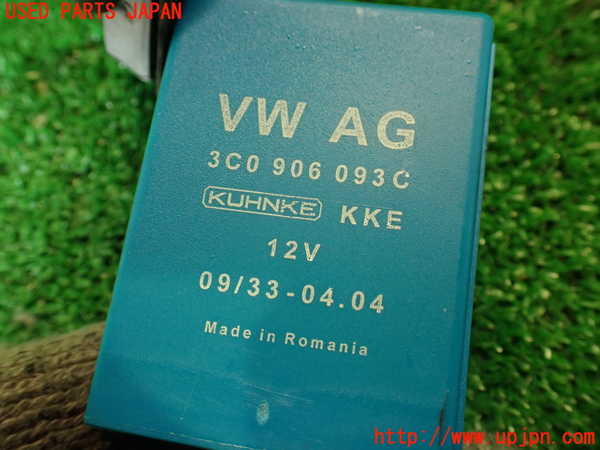 USED PARTS JAPAN
VW AG
3C0 906 093 C
KUHNKE KKE
12V
09/33-04.04
Made in Romania
http://www.upjpn.com